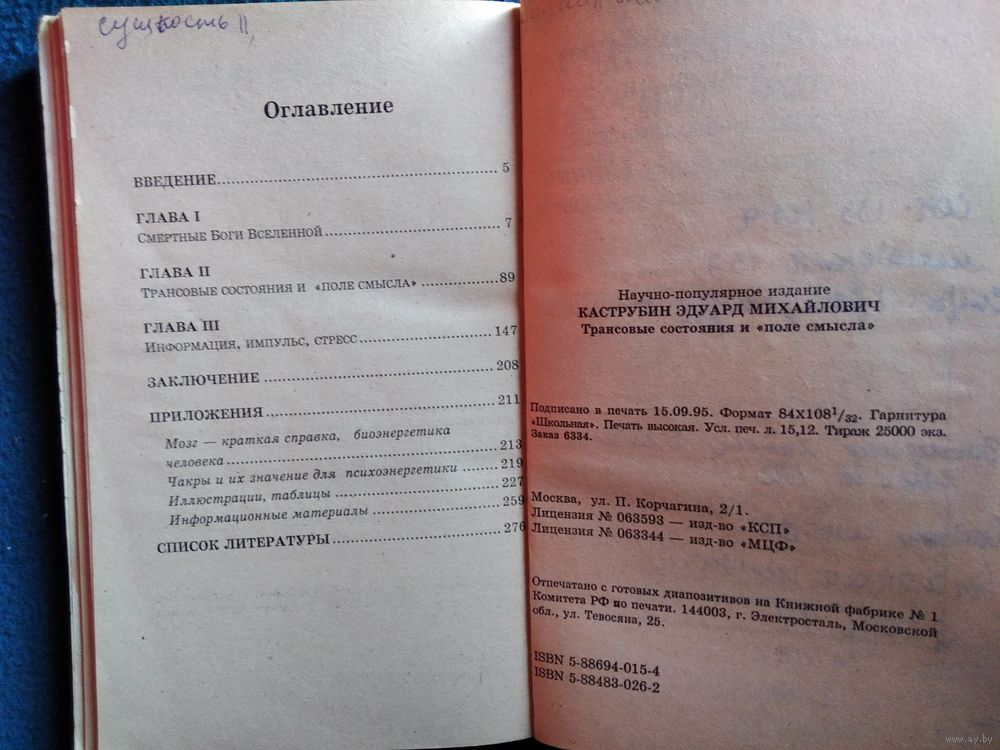 сущность II,
Оглавление
ВВЕДЕНИЕ 5
ГЛАВА I
СМЕРТНЫЕ БОГИ ВСЕЛЕННОЙ 7
ГЛАВА II
ТРАНСОВЫЕ СОСТОЯНИЯ И «ПОЛЕ СМЫСЛА» 89
ГЛАВА III
ИНФОРМАЦИЯ, ИМПУЛЬС, СТРЕСС 147
ЗАКЛЮЧЕНИЕ 208
ПРИЛОЖЕНИЯ 211
Мозг — краткая справка, биоэнергетика
человека 213
Чакры и их значение для психоэнергетики 219
Иллюстрации, таблицы 227
Информационные материалы 259
СПИСОК ЛИТЕРАТУРЫ 276
Научно-популярное издание
КАСТРУБИН ЭДУАРД МИХАЙЛОВИЧ
Трансовые состояния и «поле смысла»
Подписано в печать 15.09.95. Формат 84X108 1/32. Гарнитура
«Школьная». Печать высокая. Усл. печ. л. 15,12. Тираж 25000 экз.
Заказ 6334.
Москва, ул. П. Корчагина, 2/1.
Лицензия № 063593 — изд-во «КСП»
Лицензия № 063344 — изд-во «МЦФ»
Отпечатано с готовых диапозитивов на Книжной фабрике № 1
Комитета РФ по печати. 144003, г. Электросталь, Московской
обл., ул. Тевосяна, 25.
ISBN 5-88694-015-4
ISBN 5-88483-026-2
www.ay.by